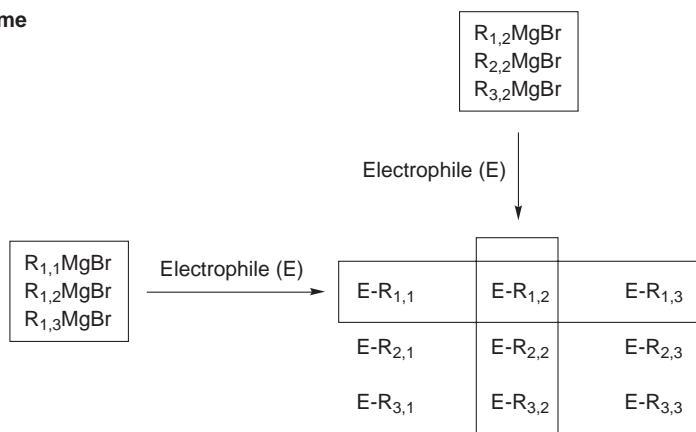 me
R1,2MgBr
R2,2MgBr
R3,2MgBr
Electrophile (E)
R1,1MgBr
R1,2MgBr
R1,3MgBr
Electrophile (E)
E-R1,1 E-R1,2 E-R1,3
E-R2,1 E-R2,2 E-R2,3
E-R3,1 E-R3,2 E-R3,3